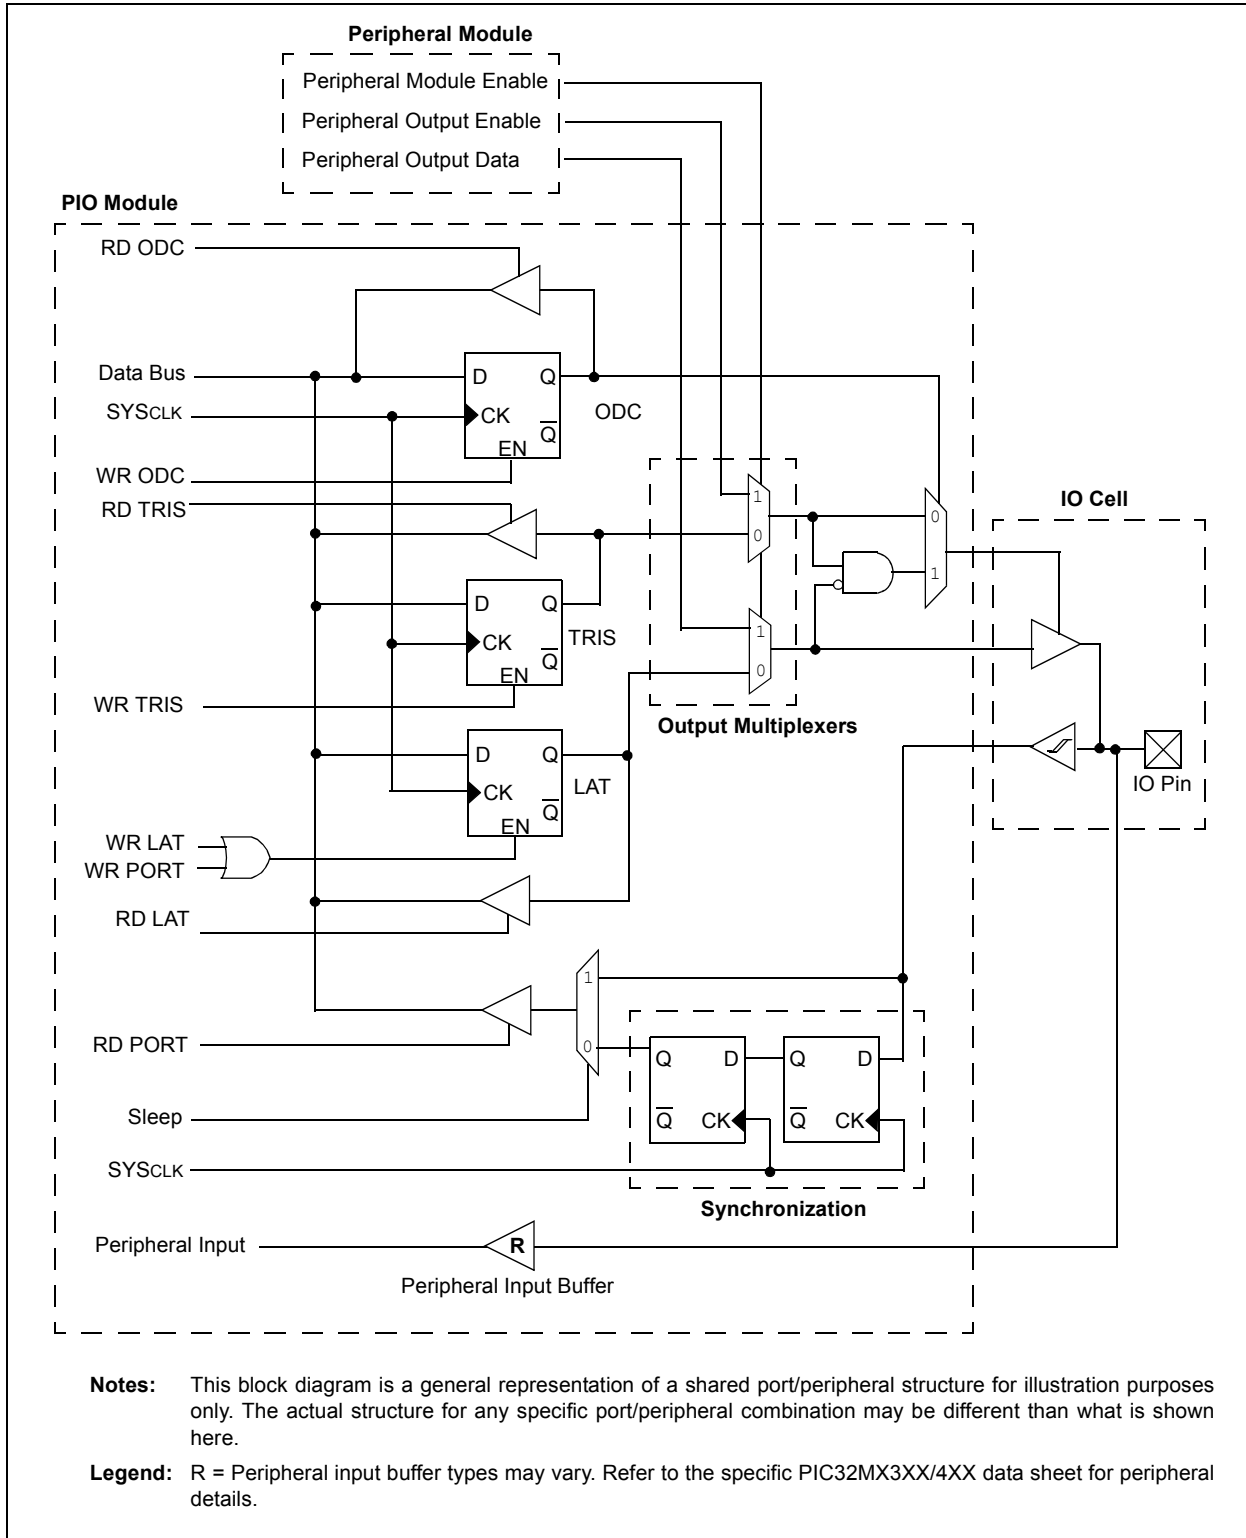 Peripheral Module
Peripheral Module Enable
Peripheral Output Enable
Peripheral Output Data
PIO Module
RD ODC
Data Bus
D Q
SYSCLK
CK
ODC
Q
EN
WR ODC
RD TRIS
1
0
0
1
IO Cell
D Q
CK
TRIS
Q
EN
1
0
WR TRIS
Output Multiplexers
D Q
CK
LAT
Q
EN
IO Pin
WR LAT
WR PORT
RD LAT
1
0
RD PORT
Q D Q D
Q CK Q CK
Sleep
SYSCLK
Synchronization
Peripheral Input
R
Peripheral Input Buffer
Notes: This block diagram is a general representation of a shared port/peripheral structure for illustration purposes
only. The actual structure for any specific port/peripheral combination may be different than what is shown
here.
Legend: R = Peripheral input buffer types may vary. Refer to the specific PIC32MX3XX/4XX data sheet for peripheral
details.